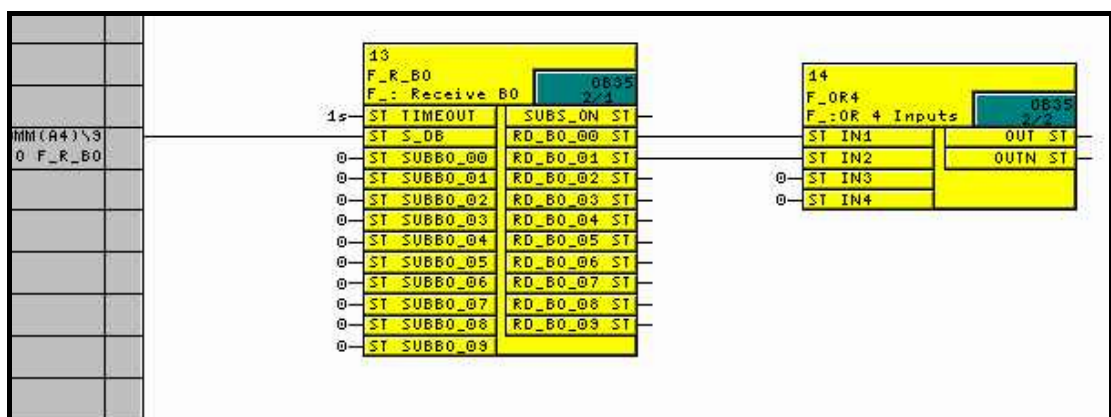 13
F_R_BO
F_: Receive BO
OB35
2/1
1s ST TIMEOUT SUBS_ON ST
ST S_DB RD_BO_00 ST
0 ST SUBBO_00 RD_BO_01 ST
0 ST SUBBO_01 RD_BO_02 ST
0 ST SUBBO_02 RD_BO_03 ST
0 ST SUBBO_03 RD_BO_04 ST
0 ST SUBBO_04 RD_BO_05 ST
0 ST SUBBO_05 RD_BO_06 ST
0 ST SUBBO_06 RD_BO_07 ST
0 ST SUBBO_07 RD_BO_08 ST
0 ST SUBBO_08 RD_BO_09 ST
0 ST SUBBO_09
MM(A4)\9
O F_R_BO
14
F_OR4
F_:OR 4 Inputs
OB35
2/2
ST IN1 OUT ST
ST IN2 OUTN ST
0 ST IN3
0 ST IN4